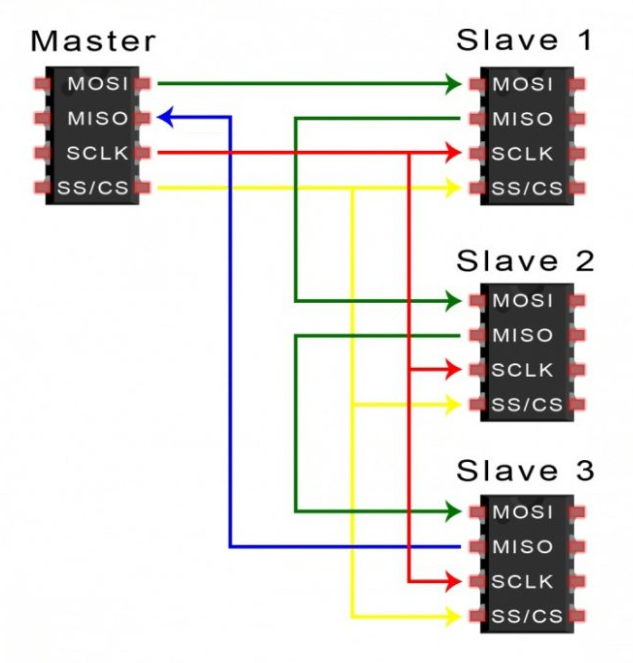 Master
MOSI
MISO
SCLK
SS/CS
Slave 1
MOSI
MISO
SCLK
SS/CS
Slave 2
MOSI
MISO
SCLK
SS/CS
Slave 3
MOSI
MISO
SCLK
SS/CS